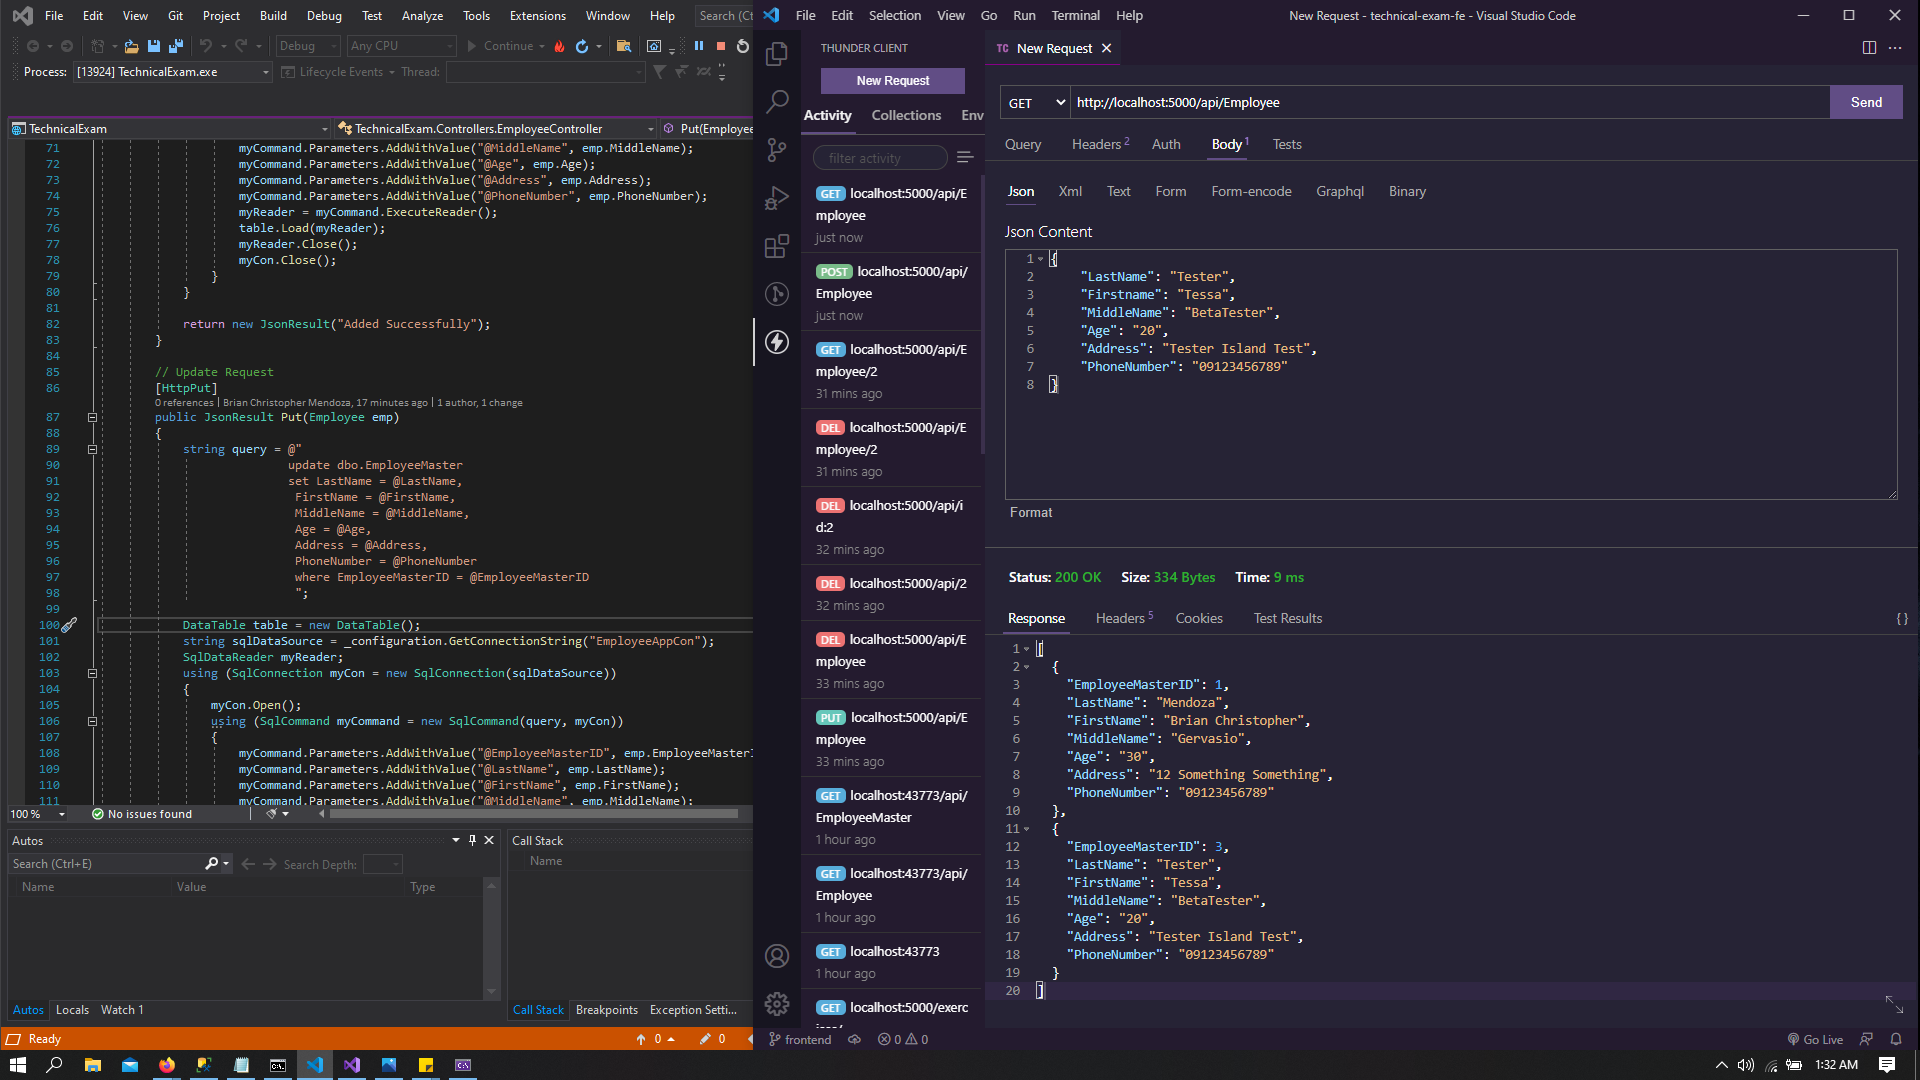 File Edit View Git Project Build Debug Test Analyze Tools Extensions Window Help Search (Ct
Debug Any CPU Continue
Process: [13924] TechnicalExam.exe Lifecycle Events Thread:
TechnicalExam TechnicalExam.Controllers.EmployeeController Put(Employee
71 myCommand.Parameters.AddWithValue("@MiddleName", emp.MiddleName);
72 myCommand.Parameters.AddWithValue("@Age", emp.Age);
73 myCommand.Parameters.AddWithValue("@Address", emp.Address);
74 myCommand.Parameters.AddWithValue("@PhoneNumber", emp.PhoneNumber);
75 myReader = myCommand.ExecuteReader();
76 table.Load(myReader);
77 myReader.Close();
78 myCon.Close();
79 }
80 }
81
82 return new JsonResult("Added Successfully");
83 }
84
85 // Update Request
86 [HttpPut]
0 references | Brian Christopher Mendoza, 17 minutes ago | 1 author, 1 change
87 public JsonResult Put(Employee emp)
88 {
89 string query = @"
90 update dbo.EmployeeMaster
91 set LastName = @LastName,
92 FirstName = @FirstName,
93 MiddleName = @MiddleName,
94 Age = @Age,
95 Address = @Address,
96 PhoneNumber = @PhoneNumber
97 where EmployeeMasterID = @EmployeeMasterID
98 ";
99
100 DataTable table = new DataTable();
101 string sqlDataSource = _configuration.GetConnectionString("EmployeeAppCon");
102 SqlDataReader myReader;
103 using (SqlConnection myCon = new SqlConnection(sqlDataSource))
104 {
105 myCon.Open();
106 using (SqlCommand myCommand = new SqlCommand(query, myCon))
107 {
108 myCommand.Parameters.AddWithValue("@EmployeeMasterID", emp.EmployeeMasterI
109 myCommand.Parameters.AddWithValue("@LastName", emp.LastName);
110 myCommand.Parameters.AddWithValue("@FirstName", emp.FirstName);
111 myCommand.Parameters.AddWithValue("@MiddleName", emp.MiddleName);
100 % No issues found
Autos
Search (Ctrl+E) Search Depth:
Name Value Type
Autos Locals Watch 1
Call Stack
Name
Call Stack Breakpoints Exception Setti...
Ready 0 0
File Edit Selection View Go Run Terminal Help New Request - technical-exam-fe - Visual Studio Code
THUNDER CLIENT
New Request
Activity Collections Env
filter activity
GET localhost:5000/api/E
mployee
just now
POST localhost:5000/api/
Employee
just now
GET localhost:5000/api/E
mployee/2
31 mins ago
DEL localhost:5000/api/E
mployee/2
31 mins ago
DEL localhost:5000/api/i
d:2
32 mins ago
DEL localhost:5000/api/2
32 mins ago
DEL localhost:5000/api/E
mployee
33 mins ago
PUT localhost:5000/api/E
mployee
33 mins ago
GET localhost:43773/api/
EmployeeMaster
1 hour ago
GET localhost:43773/api/
Employee
1 hour ago
GET localhost:43773
1 hour ago
GET localhost:5000/exerc
TC New Request
GET http://localhost:5000/api/Employee Send
Query Headers 2 Auth Body 1 Tests
Json Xml Text Form Form-encode Graphql Binary
Json Content
1 {
2 "LastName": "Tester",
3 "Firstname": "Tessa",
4 "MiddleName": "BetaTester",
5 "Age": "20",
6 "Address": "Tester Island Test",
7 "PhoneNumber": "09123456789"
8 }
Format
Status: 200 OK Size: 334 Bytes Time: 9 ms
Response Headers 5 Cookies Test Results { }
1 [
2 {
3 "EmployeeMasterID": 1,
4 "LastName": "Mendoza",
5 "FirstName": "Brian Christopher",
6 "MiddleName": "Gervasio",
7 "Age": "30",
8 "Address": "12 Something Something",
9 "PhoneNumber": "09123456789"
10 },
11 {
12 "EmployeeMasterID": 3,
13 "LastName": "Tester",
14 "FirstName": "Tessa",
15 "MiddleName": "BetaTester",
16 "Age": "20",
17 "Address": "Tester Island Test",
18 "PhoneNumber": "09123456789"
19 }
20 ]
frontend 0 0 Go Live
1:32 AM